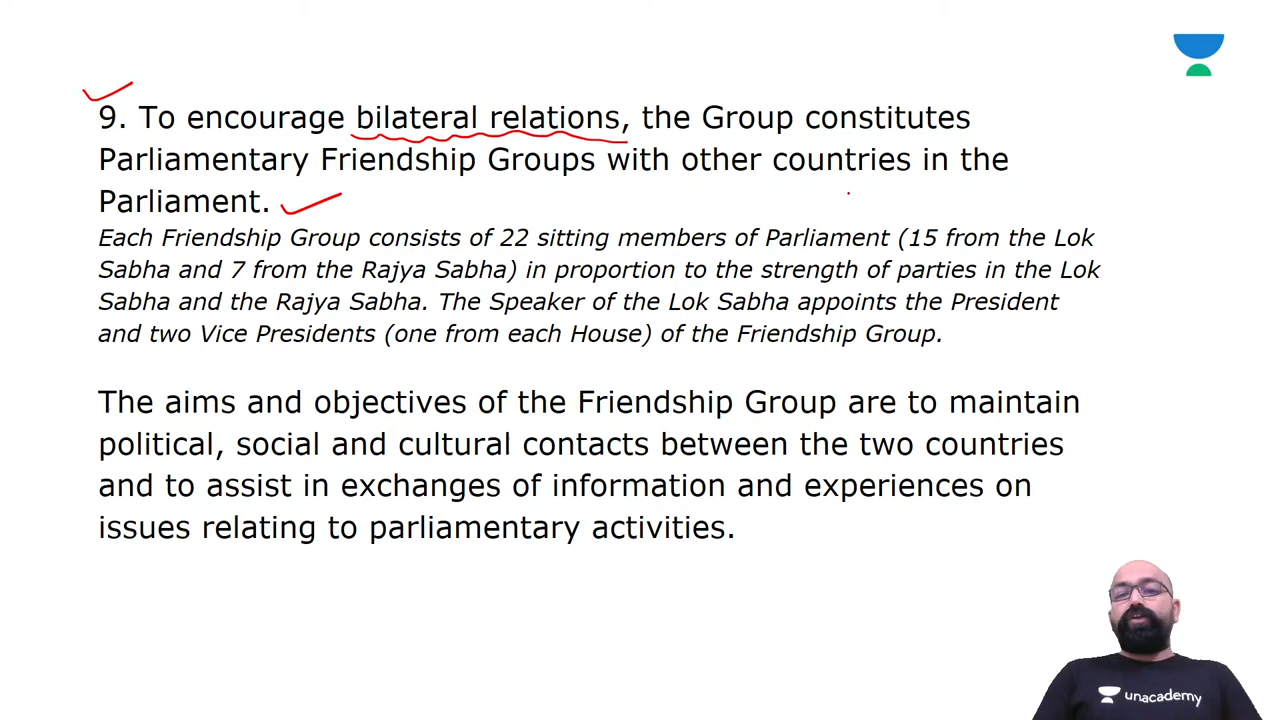 9. To encourage bilateral relations, the Group constitutes
Parliamentary Friendship Groups with other countries in the
Parliament.
Each Friendship Group consists of 22 sitting members of Parliament (15 from the Lok
Sabha and 7 from the Rajya Sabha) in proportion to the strength of parties in the Lok
Sabha and the Rajya Sabha. The Speaker of the Lok Sabha appoints the President
and two Vice Presidents (one from each House) of the Friendship Group.
The aims and objectives of the Friendship Group are to maintain
political, social and cultural contacts between the two countries
and to assist in exchanges of information and experiences on
issues relating to parliamentary activities.
unacademy